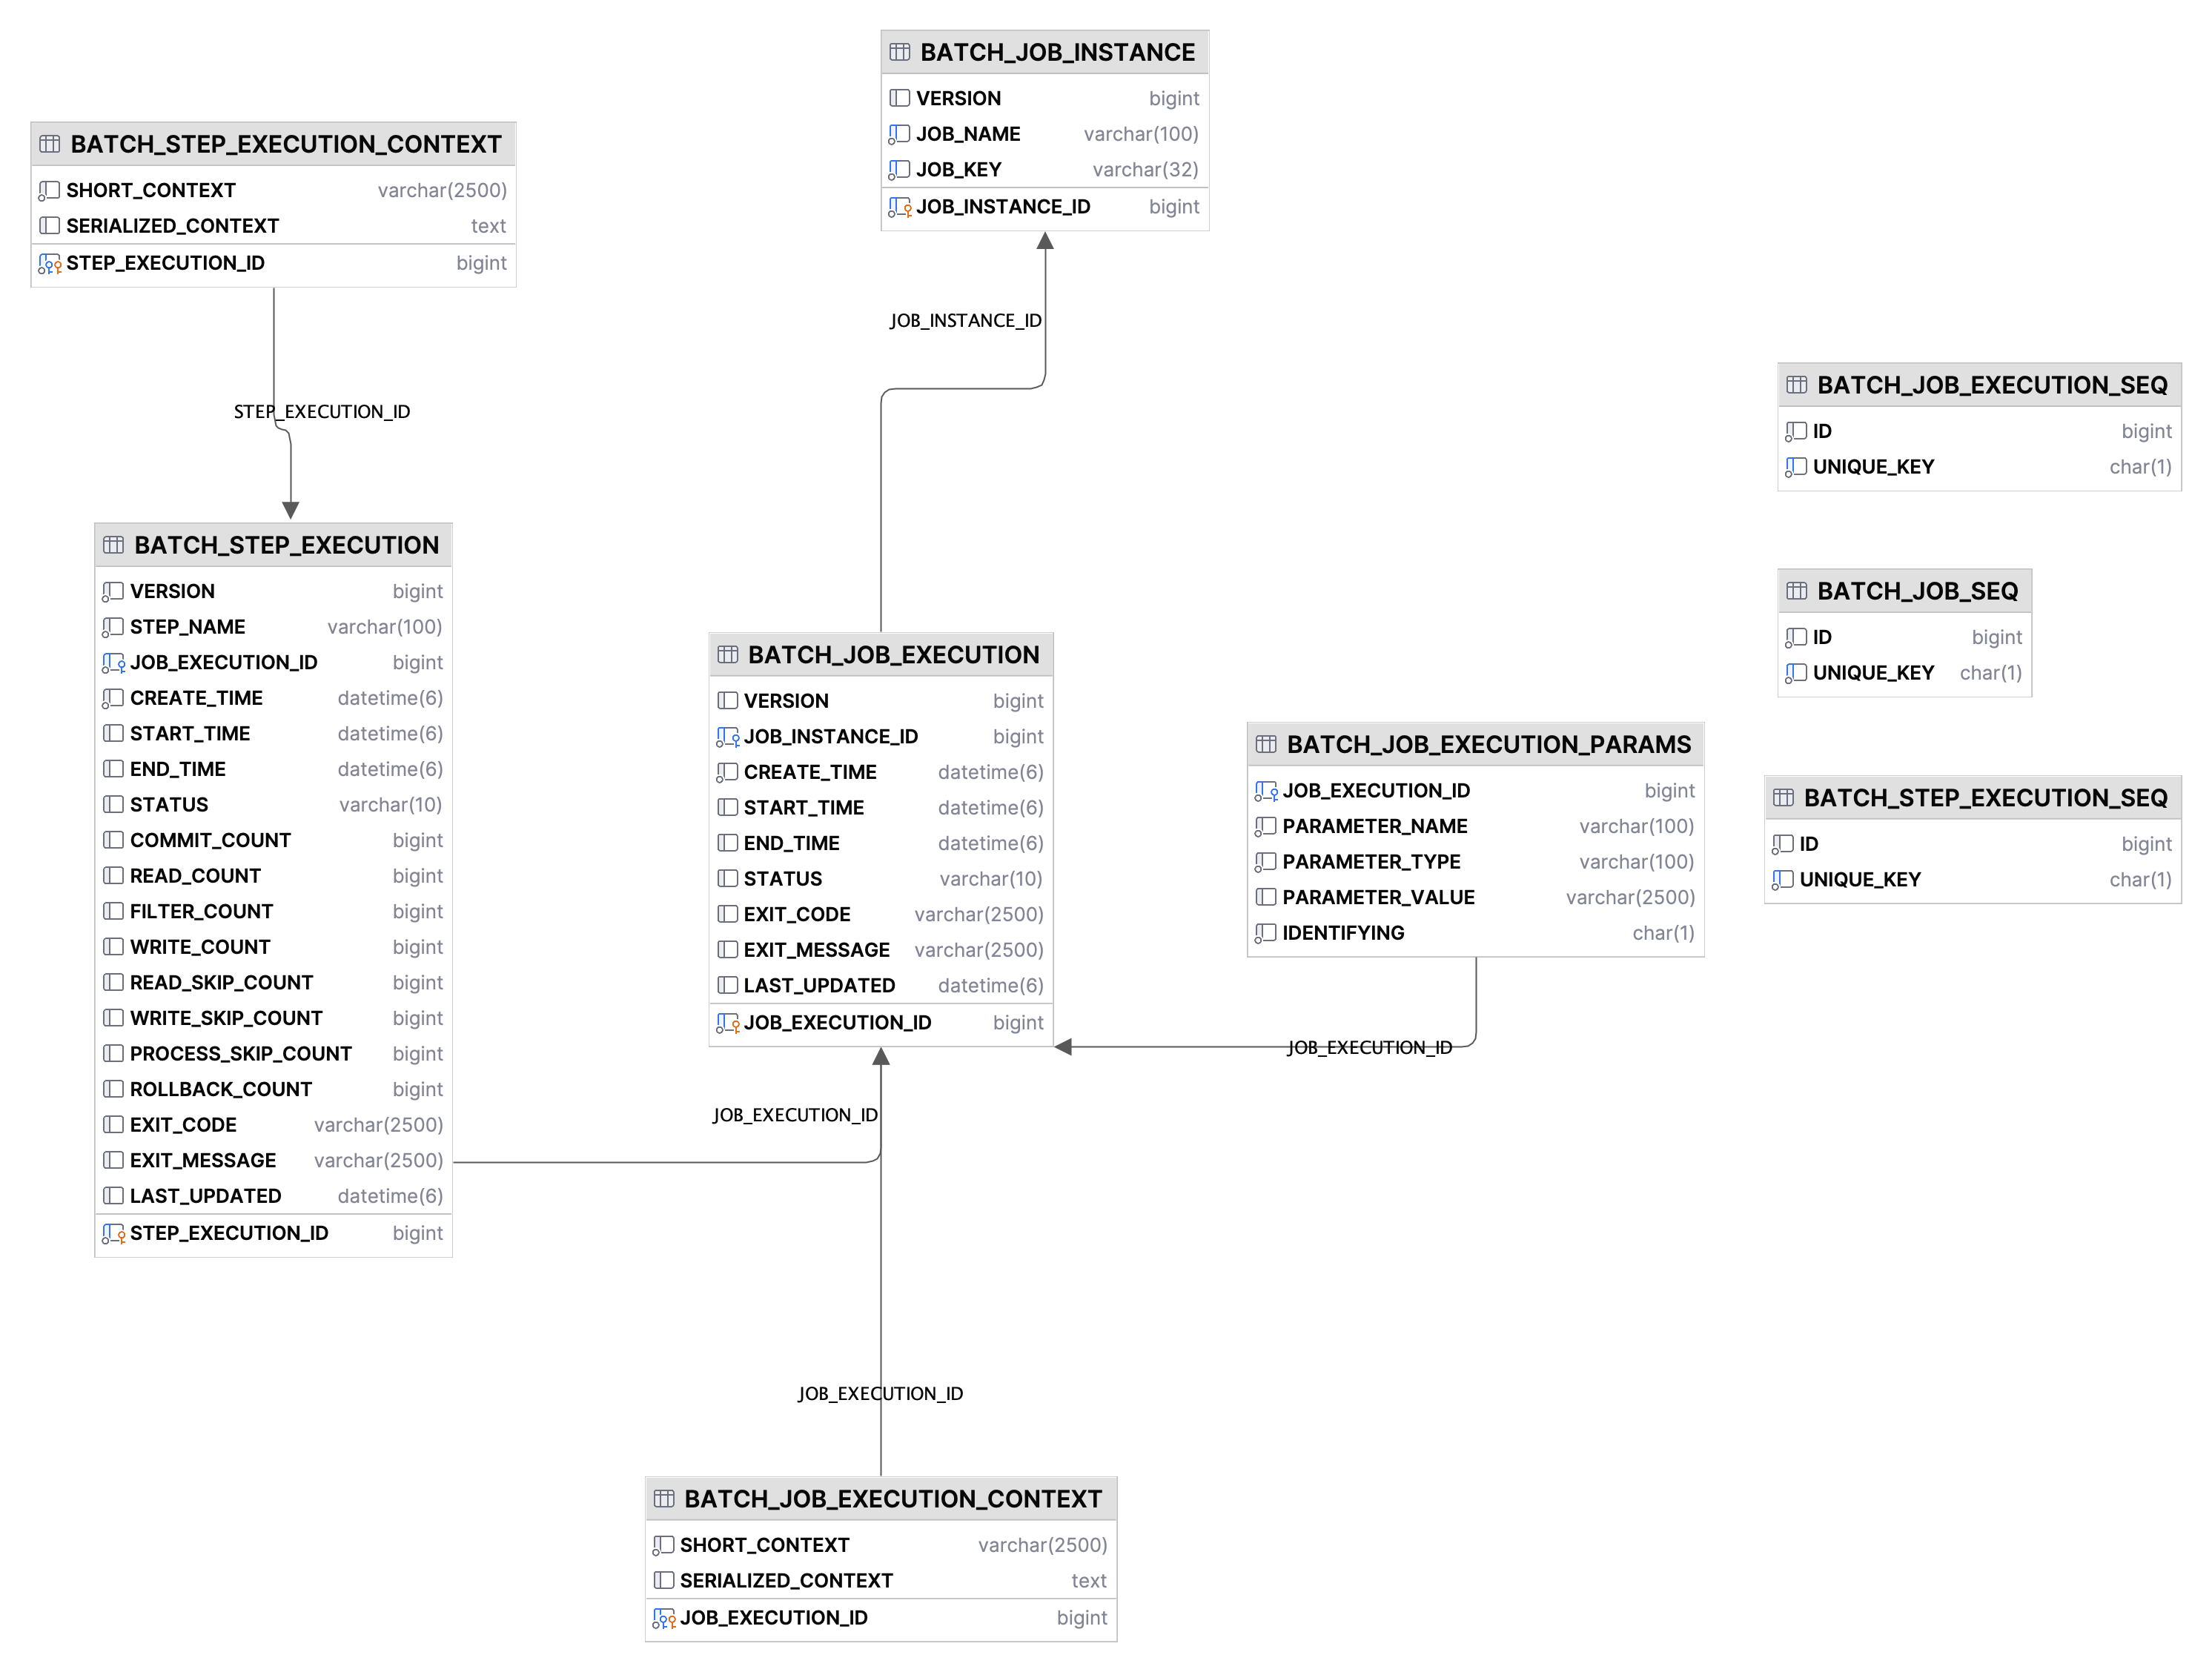 BATCH_JOB_INSTANCE
VERSION bigint
JOB_NAME varchar(100)
JOB_KEY varchar(32)
JOB_INSTANCE_ID bigint
BATCH_STEP_EXECUTION_CONTEXT
SHORT_CONTEXT varchar(2500)
SERIALIZED_CONTEXT text
STEP_EXECUTION_ID bigint
JOB_INSTANCE_ID
STEP_EXECUTION_ID
BATCH_JOB_EXECUTION_SEQ
ID bigint
UNIQUE_KEY char(1)
BATCH_STEP_EXECUTION
VERSION bigint
STEP_NAME varchar(100)
JOB_EXECUTION_ID bigint
CREATE_TIME datetime(6)
START_TIME datetime(6)
END_TIME datetime(6)
STATUS varchar(10)
COMMIT_COUNT bigint
READ_COUNT bigint
FILTER_COUNT bigint
WRITE_COUNT bigint
READ_SKIP_COUNT bigint
WRITE_SKIP_COUNT bigint
PROCESS_SKIP_COUNT bigint
ROLLBACK_COUNT bigint
EXIT_CODE varchar(2500)
EXIT_MESSAGE varchar(2500)
LAST_UPDATED datetime(6)
STEP_EXECUTION_ID bigint
BATCH_JOB_EXECUTION
VERSION bigint
JOB_INSTANCE_ID bigint
CREATE_TIME datetime(6)
START_TIME datetime(6)
END_TIME datetime(6)
STATUS varchar(10)
EXIT_CODE varchar(2500)
EXIT_MESSAGE varchar(2500)
LAST_UPDATED datetime(6)
JOB_EXECUTION_ID bigint
BATCH_JOB_EXECUTION_PARAMS
JOB_EXECUTION_ID bigint
PARAMETER_NAME varchar(100)
PARAMETER_TYPE varchar(100)
PARAMETER_VALUE varchar(2500)
IDENTIFYING char(1)
BATCH_JOB_SEQ
ID bigint
UNIQUE_KEY char(1)
BATCH_STEP_EXECUTION_SEQ
ID bigint
UNIQUE_KEY char(1)
JOB_EXECUTION_ID
JOB_EXECUTION_ID
JOB_EXECUTION_ID
BATCH_JOB_EXECUTION_CONTEXT
SHORT_CONTEXT varchar(2500)
SERIALIZED_CONTEXT text
JOB_EXECUTION_ID bigint